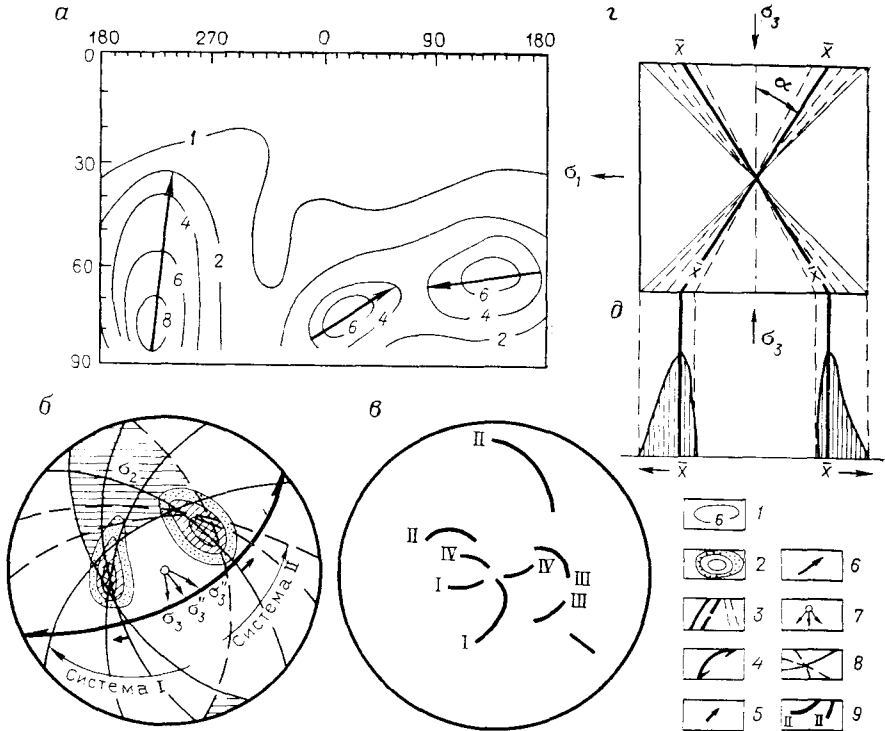 а
180 270 0 90 180
0
30
60
90
1
2
4
6
8
4
6
2
6
4
2
г
σ₃
x̄ x̄
α
σ₁
x̄ x̄
д
σ₃
x̄ x̄
б
σ₂
σ₃ σ₃′′ σ₃′′
Система I
Система II
в
II
II
IV
I
I
IV
III
III
6 1
2
3
4
5
6
7
8
II II 9